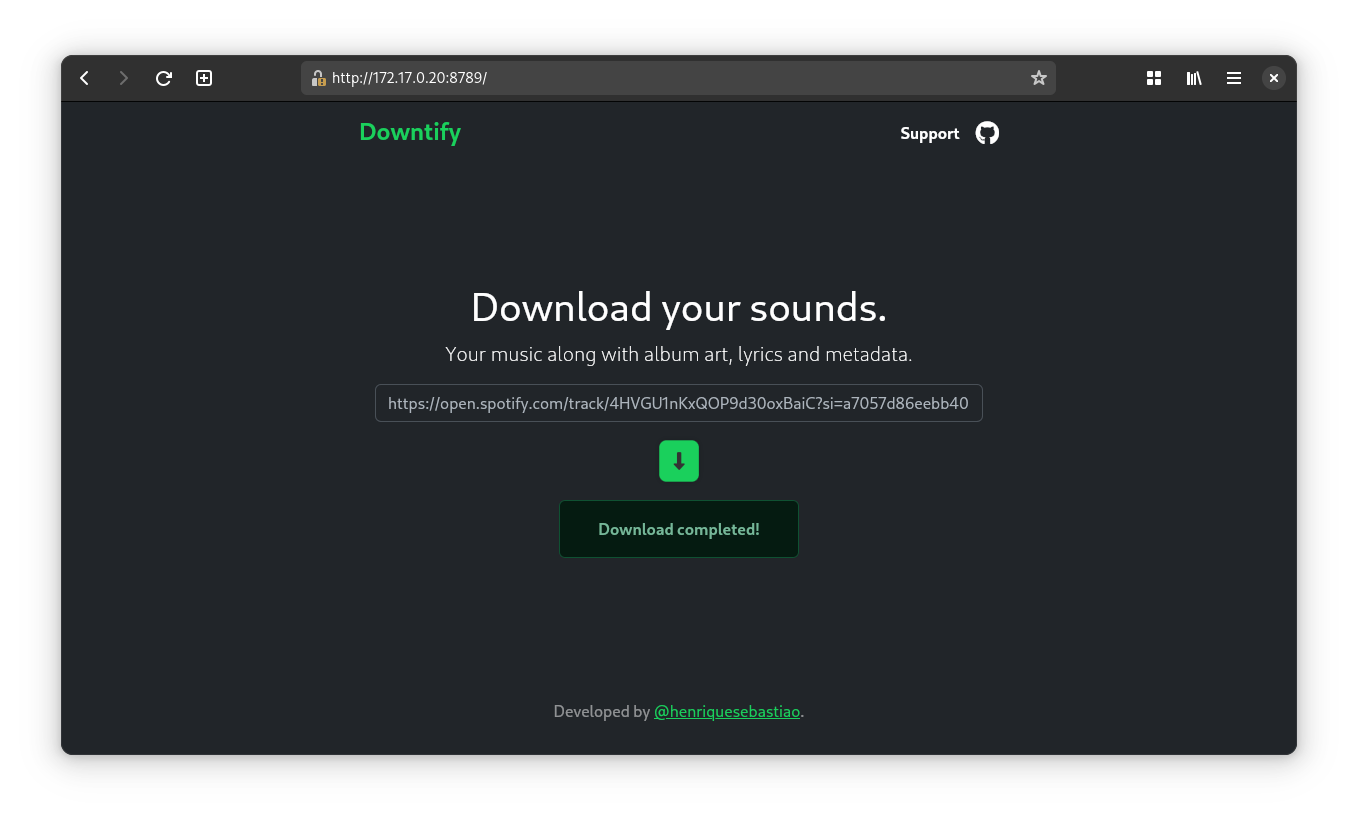 http://172.17.0.20:8789/
Downtify
Support
Download your sounds.
Your music along with album art, lyrics and metadata.
https://open.spotify.com/track/4HVGU1nKxQOP9d30oxBaiC?si=a7057d86eebb40
Download completed!
Developed by @henriquesebastiao.